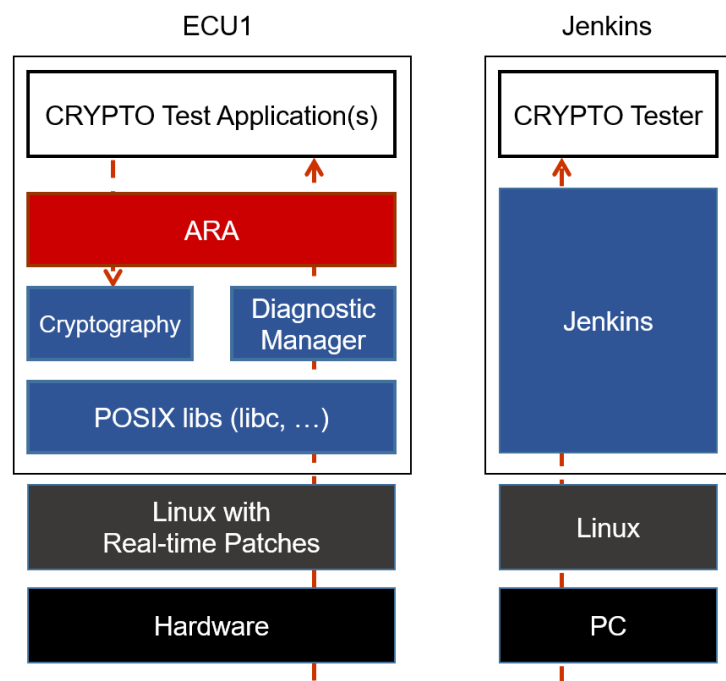 ECU1
CRYPTO Test Application(s)
ARA
Cryptography
Diagnostic
Manager
POSIX libs (libc, …)
Linux with
Real-time Patches
Hardware
Jenkins
CRYPTO Tester
Jenkins
Linux
PC